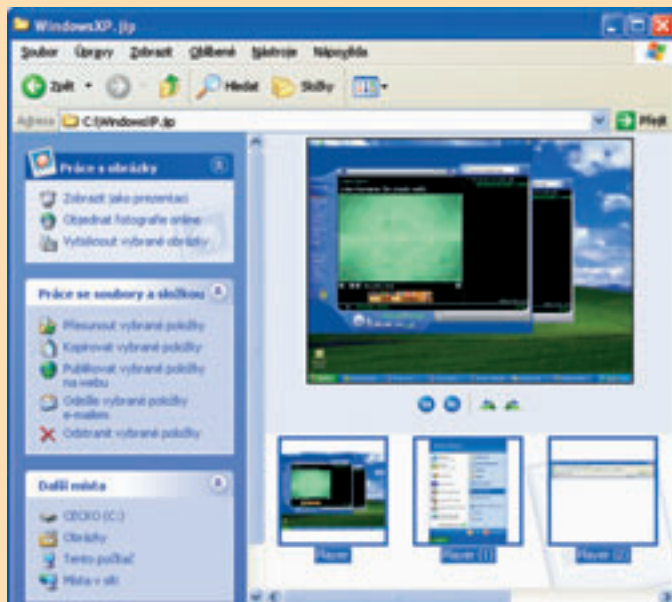 WindowsXP.jip
Soubor Úpravy Zobrazit Oblíbené Nástroje Nápověda
Zpět Hledat Složky
Adresa C:\WindowsXP.jip Přejít
Práce s obrázky
Zobrazit jako prezentaci
Objednat fotografie online
Vytisknout vybrané obrázky
Práce se soubory a složkou
Přesunout vybrané položky
Kopírovat vybrané položky
Publikovat vybrané položky
na webu
Odešle vybrané položky
e-mailem
Odstranit vybrané položky
Další místa
CECKO (C:)
Obrázky
Tento počítač
Místa v síti
Player
Player (1)
Player (2)